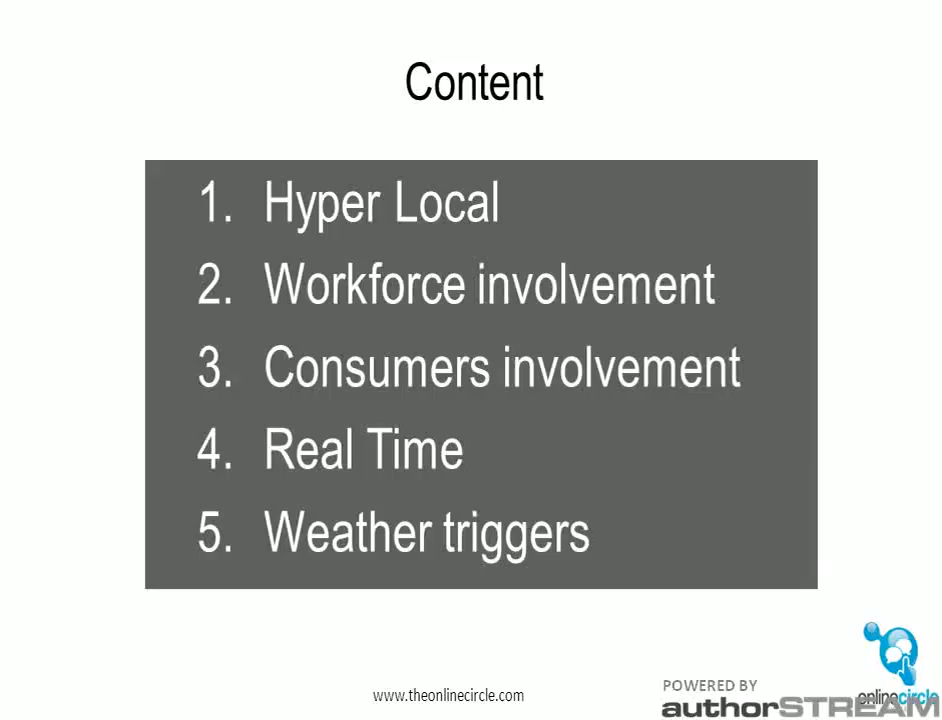 Content
1. Hyper Local
2. Workforce involvement
3. Consumers involvement
4. Real Time
5. Weather triggers
www.theonlinecircle.com
POWERED BY
authorSTREAM
onlinecircle